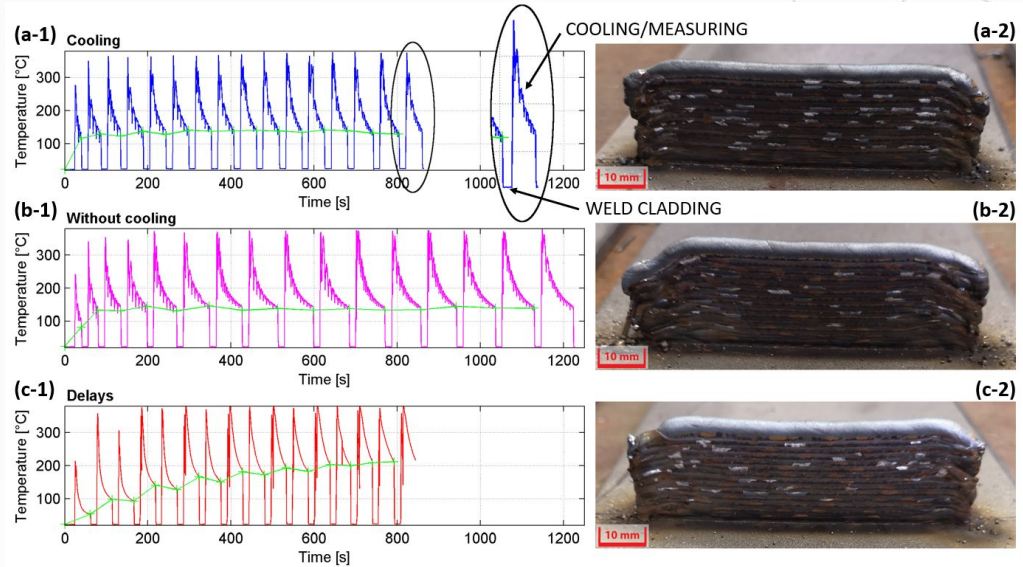 (a-1)
Cooling
COOLING/MEASURING
(a-2)
Temperature [°C]
300
200
100
0 200 400 600 800 1000 1200
Time [s]
WELD CLADDING
10 mm
(b-1)
Without cooling
(b-2)
Temperature [°C]
300
200
100
0 200 400 600 800 1000 1200
Time [s]
10 mm
(c-1)
Delays
(c-2)
Temperature [°C]
300
200
100
0 200 400 600 800 1000 1200
Time [s]
10 mm